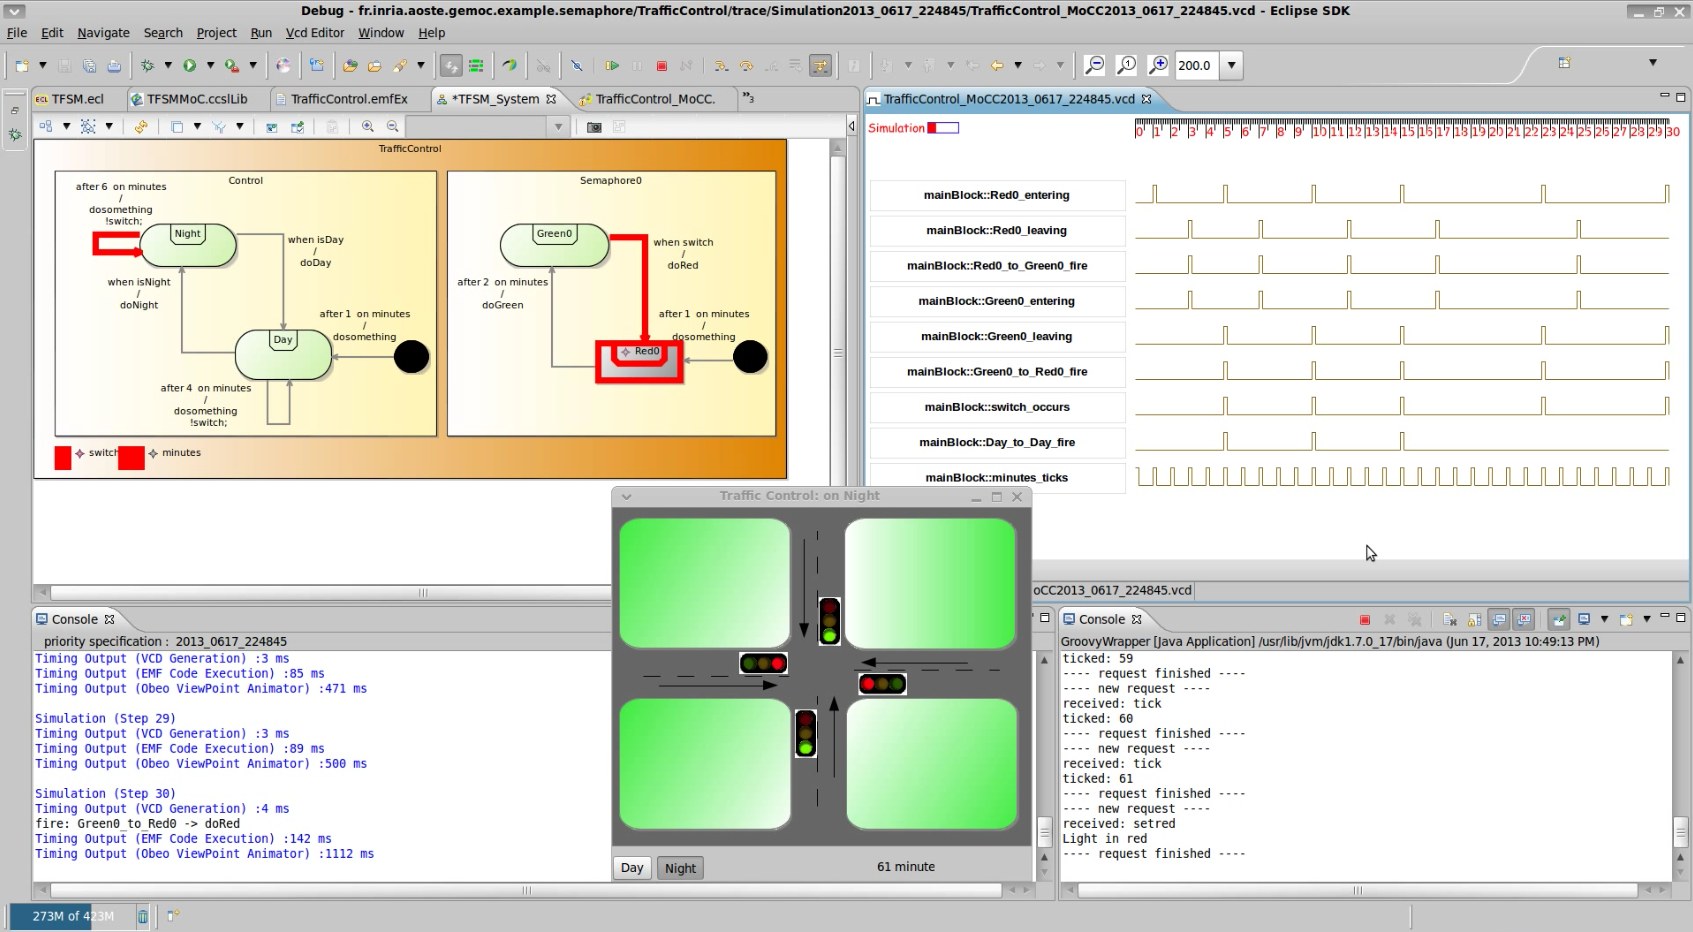 Debug - fr.inria.aoste.gemoc.example.semaphore/TrafficControl/trace/Simulation2013_0617_224845/TrafficControl_MoCC2013_0617_224845.vcd - Eclipse SDK
File Edit Navigate Search Project Run Vcd Editor Window Help
200.0
TFSM.ecl TFSMMoC.ccslLib TrafficControl.emfEx *TFSM_System TrafficControl_MoCC. »3
TrafficControl
Control
after 6 on minutes
/
dosomething
!switch;
Night
when isDay
/
doDay
when isNight
/
doNight
after 1 on minutes
/
dosomething
Day
after 4 on minutes
/
dosomething
!switch;
Semaphore0
Green0
when switch
/
doRed
after 2 on minutes
/
doGreen
after 1 on minutes
/
dosomething
Red0
switch minutes
TrafficControl_MoCC2013_0617_224845.vcd
Simulation
0 1 2 3 4 5 6 7 8 9 10 11 12 13 14 15 16 17 18 19 20 21 22 23 24 25 26 27 28 29 30
mainBlock::Red0_entering
mainBlock::Red0_leaving
mainBlock::Red0_to_Green0_fire
mainBlock::Green0_entering
mainBlock::Green0_leaving
mainBlock::Green0_to_Red0_fire
mainBlock::switch_occurs
mainBlock::Day_to_Day_fire
mainBlock::minutes_ticks
oCC2013_0617_224845.vcd
Traffic Control: on Night
Day Night 61 minute
Console
priority specification : 2013_0617_224845
Timing Output (VCD Generation) :3 ms
Timing Output (EMF Code Execution) :85 ms
Timing Output (Obeo ViewPoint Animator) :471 ms
Simulation (Step 29)
Timing Output (VCD Generation) :3 ms
Timing Output (EMF Code Execution) :89 ms
Timing Output (Obeo ViewPoint Animator) :500 ms
Simulation (Step 30)
Timing Output (VCD Generation) :4 ms
fire: Green0_to_Red0 -> doRed
Timing Output (EMF Code Execution) :142 ms
Timing Output (Obeo ViewPoint Animator) :1112 ms
Console
GroovyWrapper [Java Application] /usr/lib/jvm/jdk1.7.0_17/bin/java (Jun 17, 2013 10:49:13 PM)
ticked: 59
---- request finished ----
---- new request ----
received: tick
ticked: 60
---- request finished ----
---- new request ----
received: tick
ticked: 61
---- request finished ----
---- new request ----
received: setred
Light in red
---- request finished ----
273M of 423M